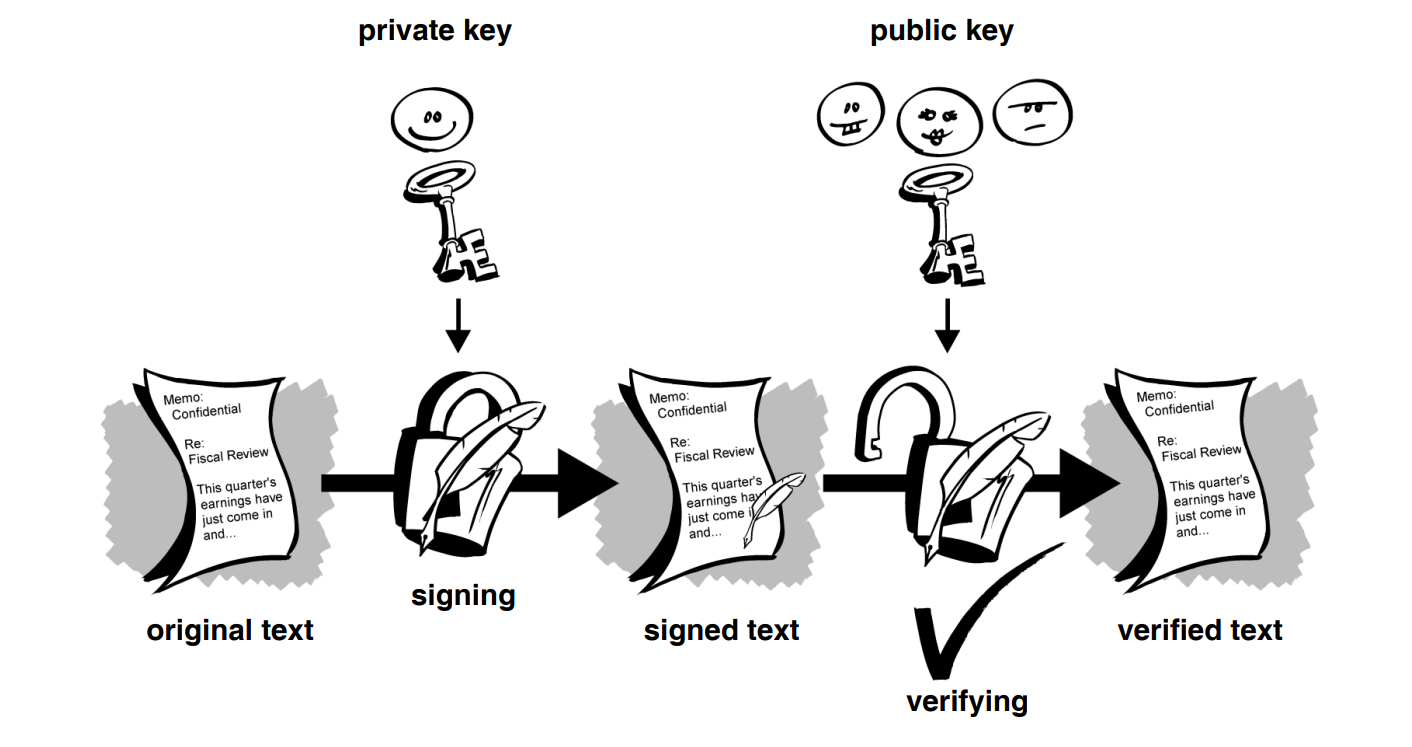 private key
public key
Memo:
Confidential
Re:
Fiscal Review
This quarter's
earnings have
just come in
and...
Memo:
Confidential
Re:
Fiscal Review
This quarter's
earnings hav
just come i
and...
Memo:
Confidential
Re:
Fiscal Review
This quarter's
earnings have
just come in
and...
signing
original text
signed text
verified text
verifying